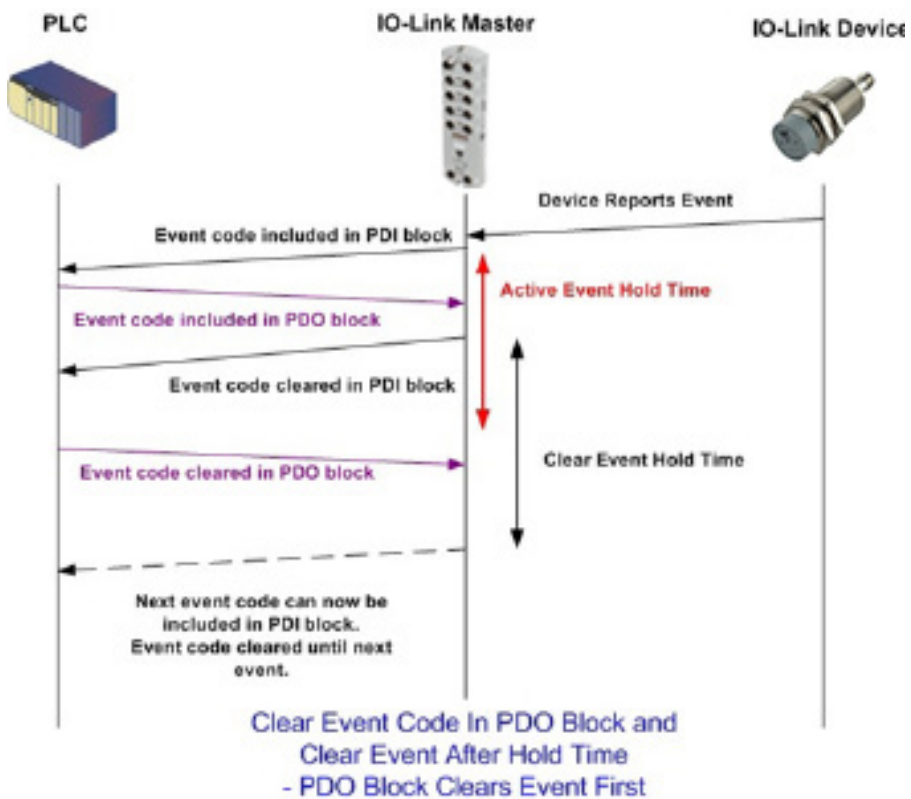 PLC
IO-Link Master
IO-Link Device
Device Reports Event
Event code included in PDI block
Active Event Hold Time
Event code included in PDO block
Event code cleared in PDI block
Clear Event Hold Time
Event code cleared in PDO block
Next event code can now be
included in PDI block.
Event code cleared until next
event.
Clear Event Code In PDO Block and
Clear Event After Hold Time
- PDO Block Clears Event First